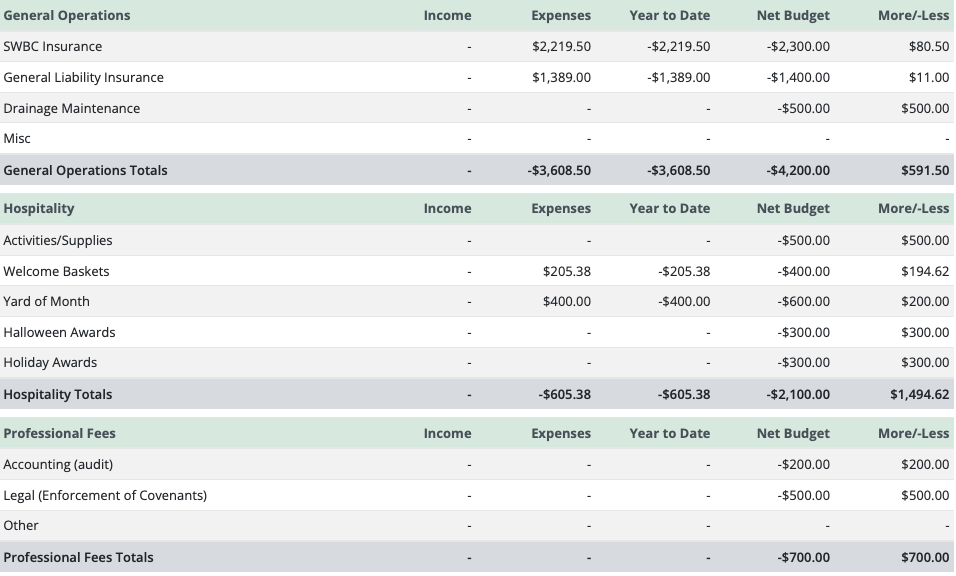 General Operations Income Expenses Year to Date Net Budget More/-Less
SWBC Insurance - $2,219.50 -$2,219.50 -$2,300.00 $80.50
General Liability Insurance - $1,389.00 -$1,389.00 -$1,400.00 $11.00
Drainage Maintenance - - - -$500.00 $500.00
Misc - - - - -
General Operations Totals - -$3,608.50 -$3,608.50 -$4,200.00 $591.50
Hospitality Income Expenses Year to Date Net Budget More/-Less
Activities/Supplies - - - -$500.00 $500.00
Welcome Baskets - $205.38 -$205.38 -$400.00 $194.62
Yard of Month - $400.00 -$400.00 -$600.00 $200.00
Halloween Awards - - - -$300.00 $300.00
Holiday Awards - - - -$300.00 $300.00
Hospitality Totals - -$605.38 -$605.38 -$2,100.00 $1,494.62
Professional Fees Income Expenses Year to Date Net Budget More/-Less
Accounting (audit) - - - -$200.00 $200.00
Legal (Enforcement of Covenants) - - - -$500.00 $500.00
Other - - - - -
Professional Fees Totals - - - -$700.00 $700.00